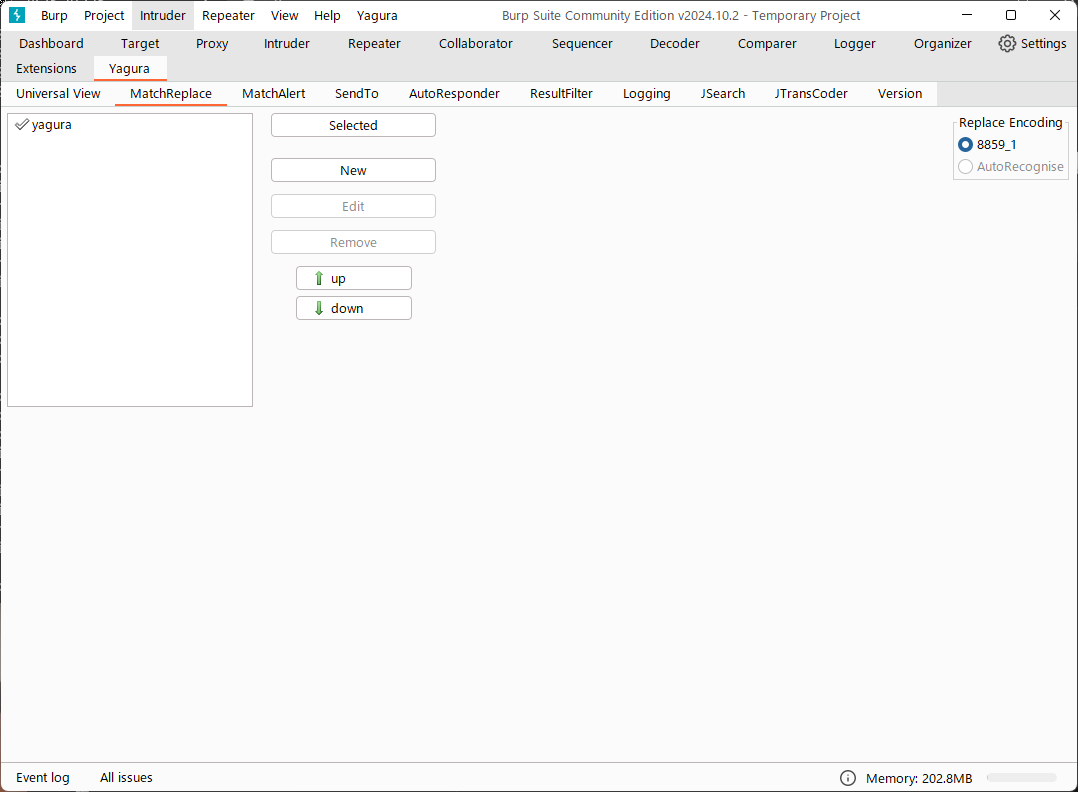 Burp Project Intruder Repeater View Help Yagura Burp Suite Community Edition v2024.10.2 - Temporary Project
Dashboard Target Proxy Intruder Repeater Collaborator Sequencer Decoder Comparer Logger Organizer Settings
Extensions Yagura
Universal View MatchReplace MatchAlert SendTo AutoResponder ResultFilter Logging JSearch JTransCoder Version
yagura
Selected
New
Edit
Remove
up
down
Replace Encoding
8859_1
AutoRecognise
Event log All issues Memory: 202.8MB